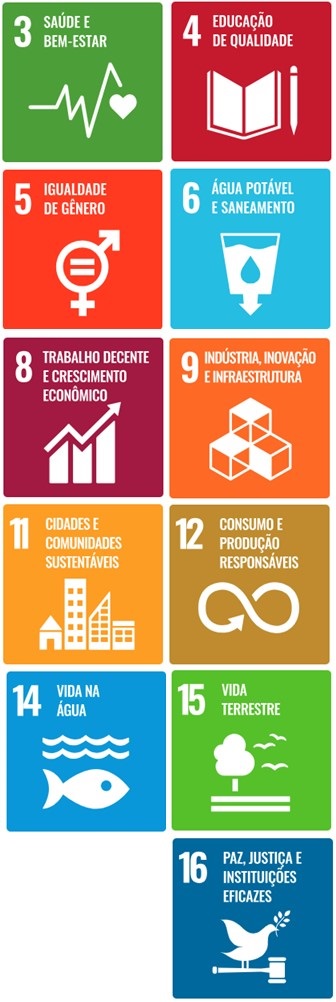 3 SAÚDE E
BEM-ESTAR
4 EDUCAÇÃO
DE QUALIDADE
5 IGUALDADE
DE GÊNERO
6 ÁGUA POTÁVEL
E SANEAMENTO
8 TRABALHO DECENTE
E CRESCIMENTO
ECONÔMICO
9 INDÚSTRIA, INOVAÇÃO
E INFRAESTRUTURA
11 CIDADES E
COMUNIDADES
SUSTENTÁVEIS
12 CONSUMO E
PRODUÇÃO
RESPONSÁVEIS
14 VIDA NA
ÁGUA
15 VIDA
TERRESTRE
16 PAZ, JUSTIÇA E
INSTITUIÇÕES
EFICAZES